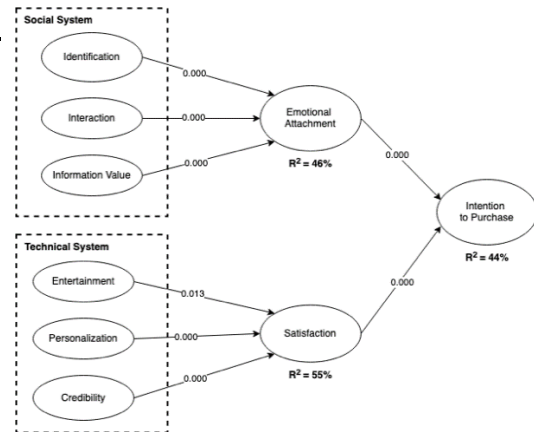 Social System
Identification
0.000
Interaction
0.000
Information Value
0.000
Emotional
Attachment
R² = 46%
0.000
Intention
to Purchase
R² = 44%
Technical System
Entertainment
0.013
Personalization
0.000
Credibility
0.000
Satisfaction
R² = 55%
0.000